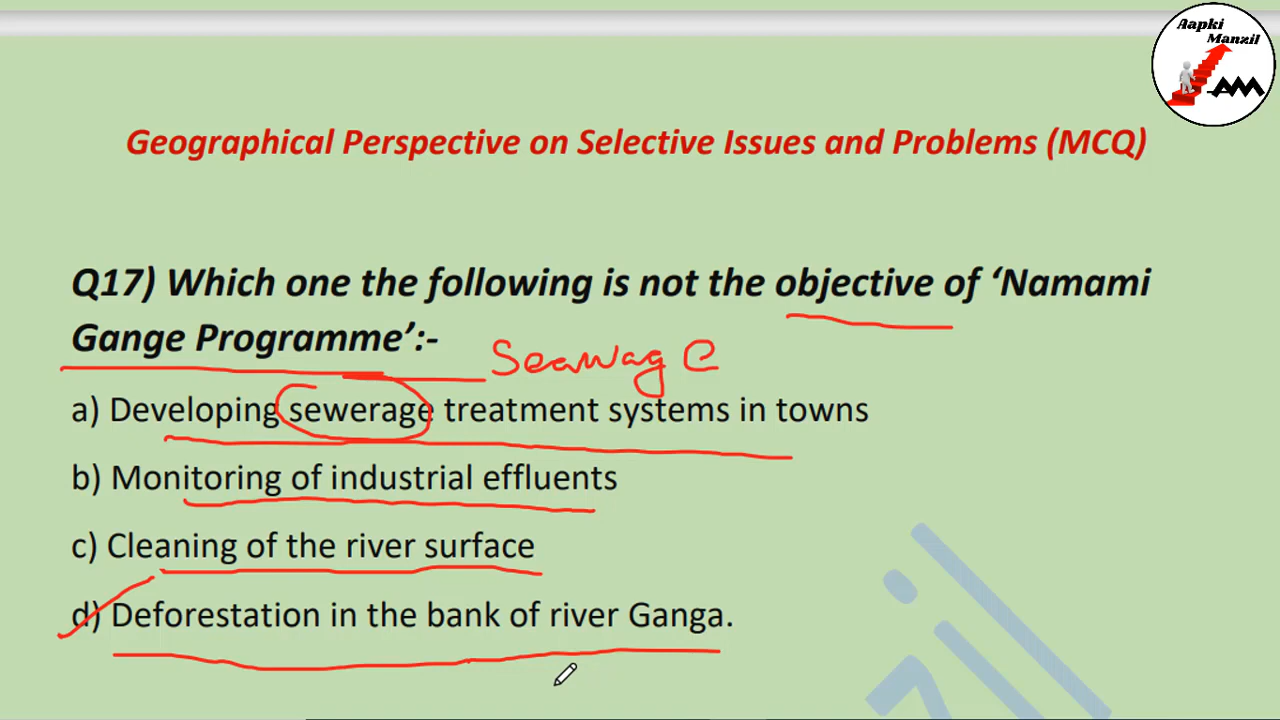 Aapki
Manzil
AM
Geographical Perspective on Selective Issues and Problems (MCQ)
Q17) Which one the following is not the objective of ‘Namami
Gange Programme’:-
Seawage
a) Developing sewerage treatment systems in towns
b) Monitoring of industrial effluents
c) Cleaning of the river surface
d) Deforestation in the bank of river Ganga.